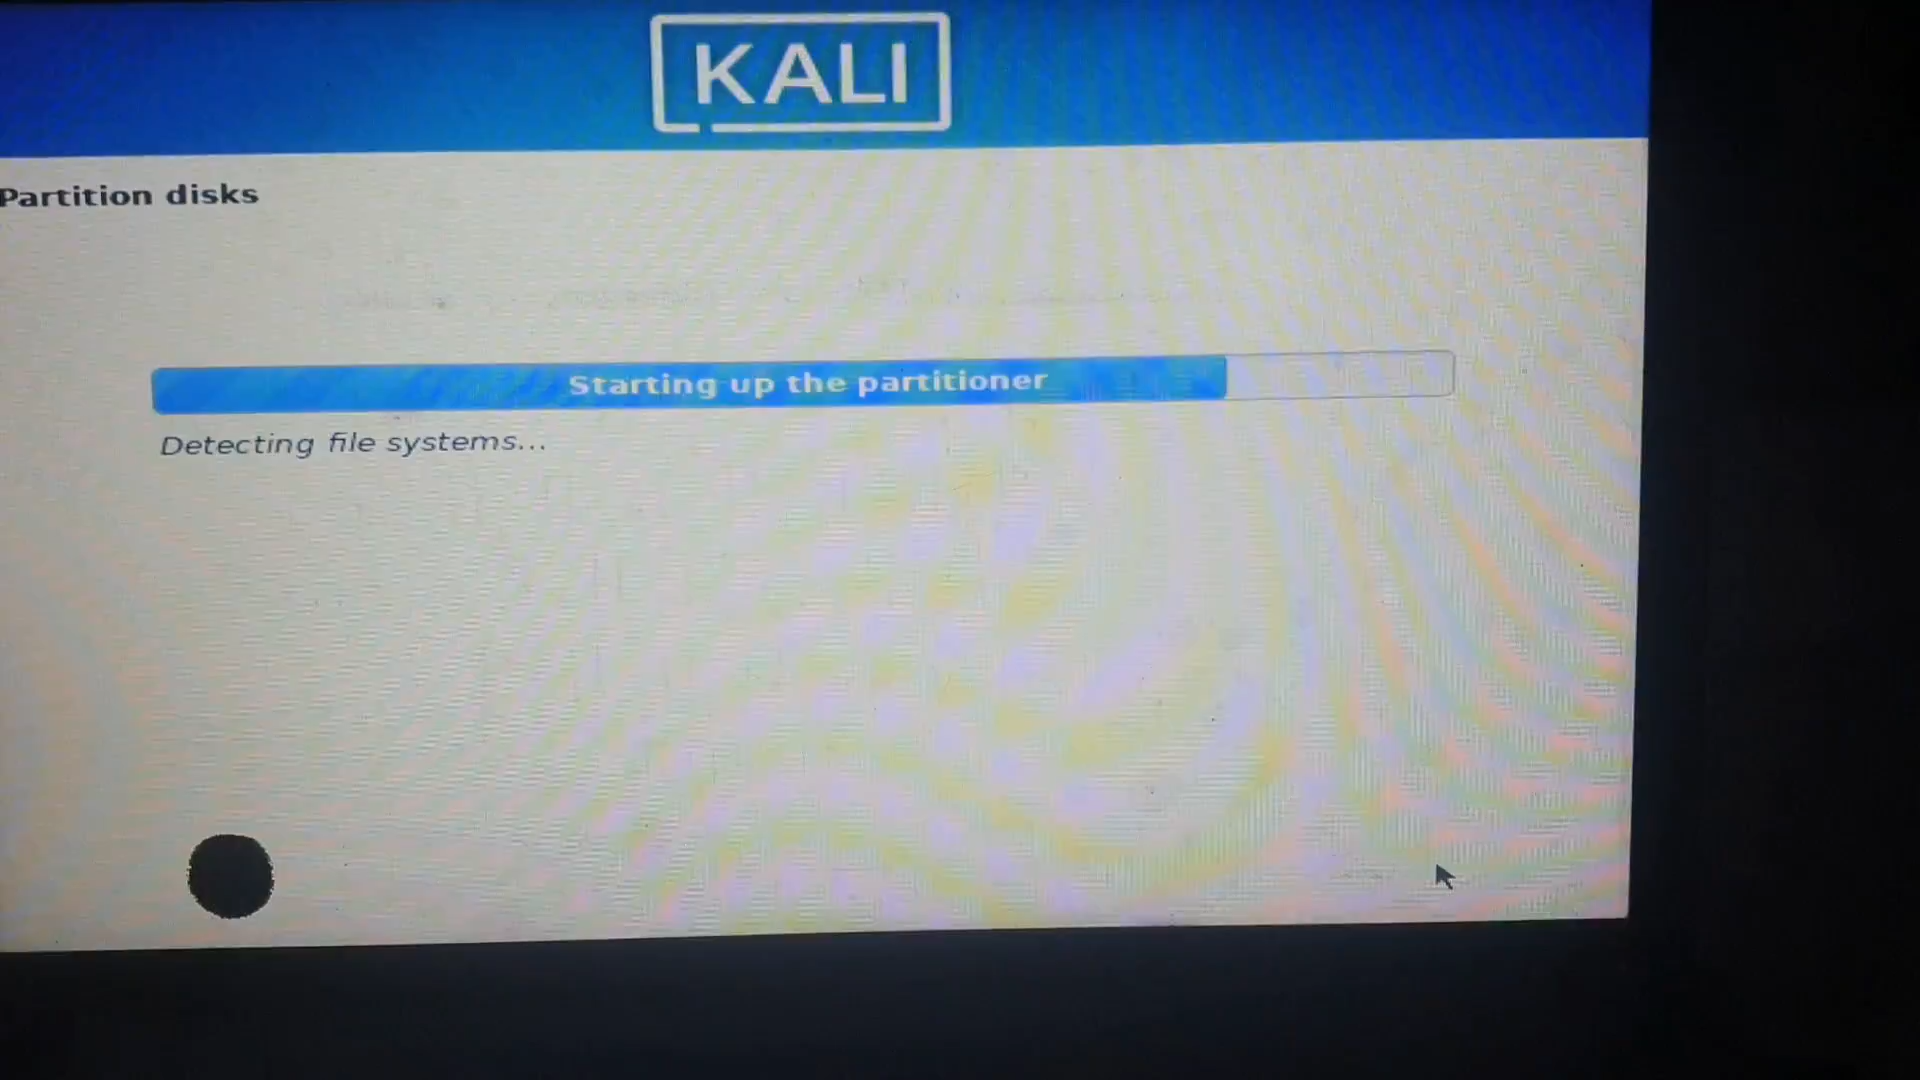 KALI
Partition disks
Starting up the partitioner
Detecting file systems...